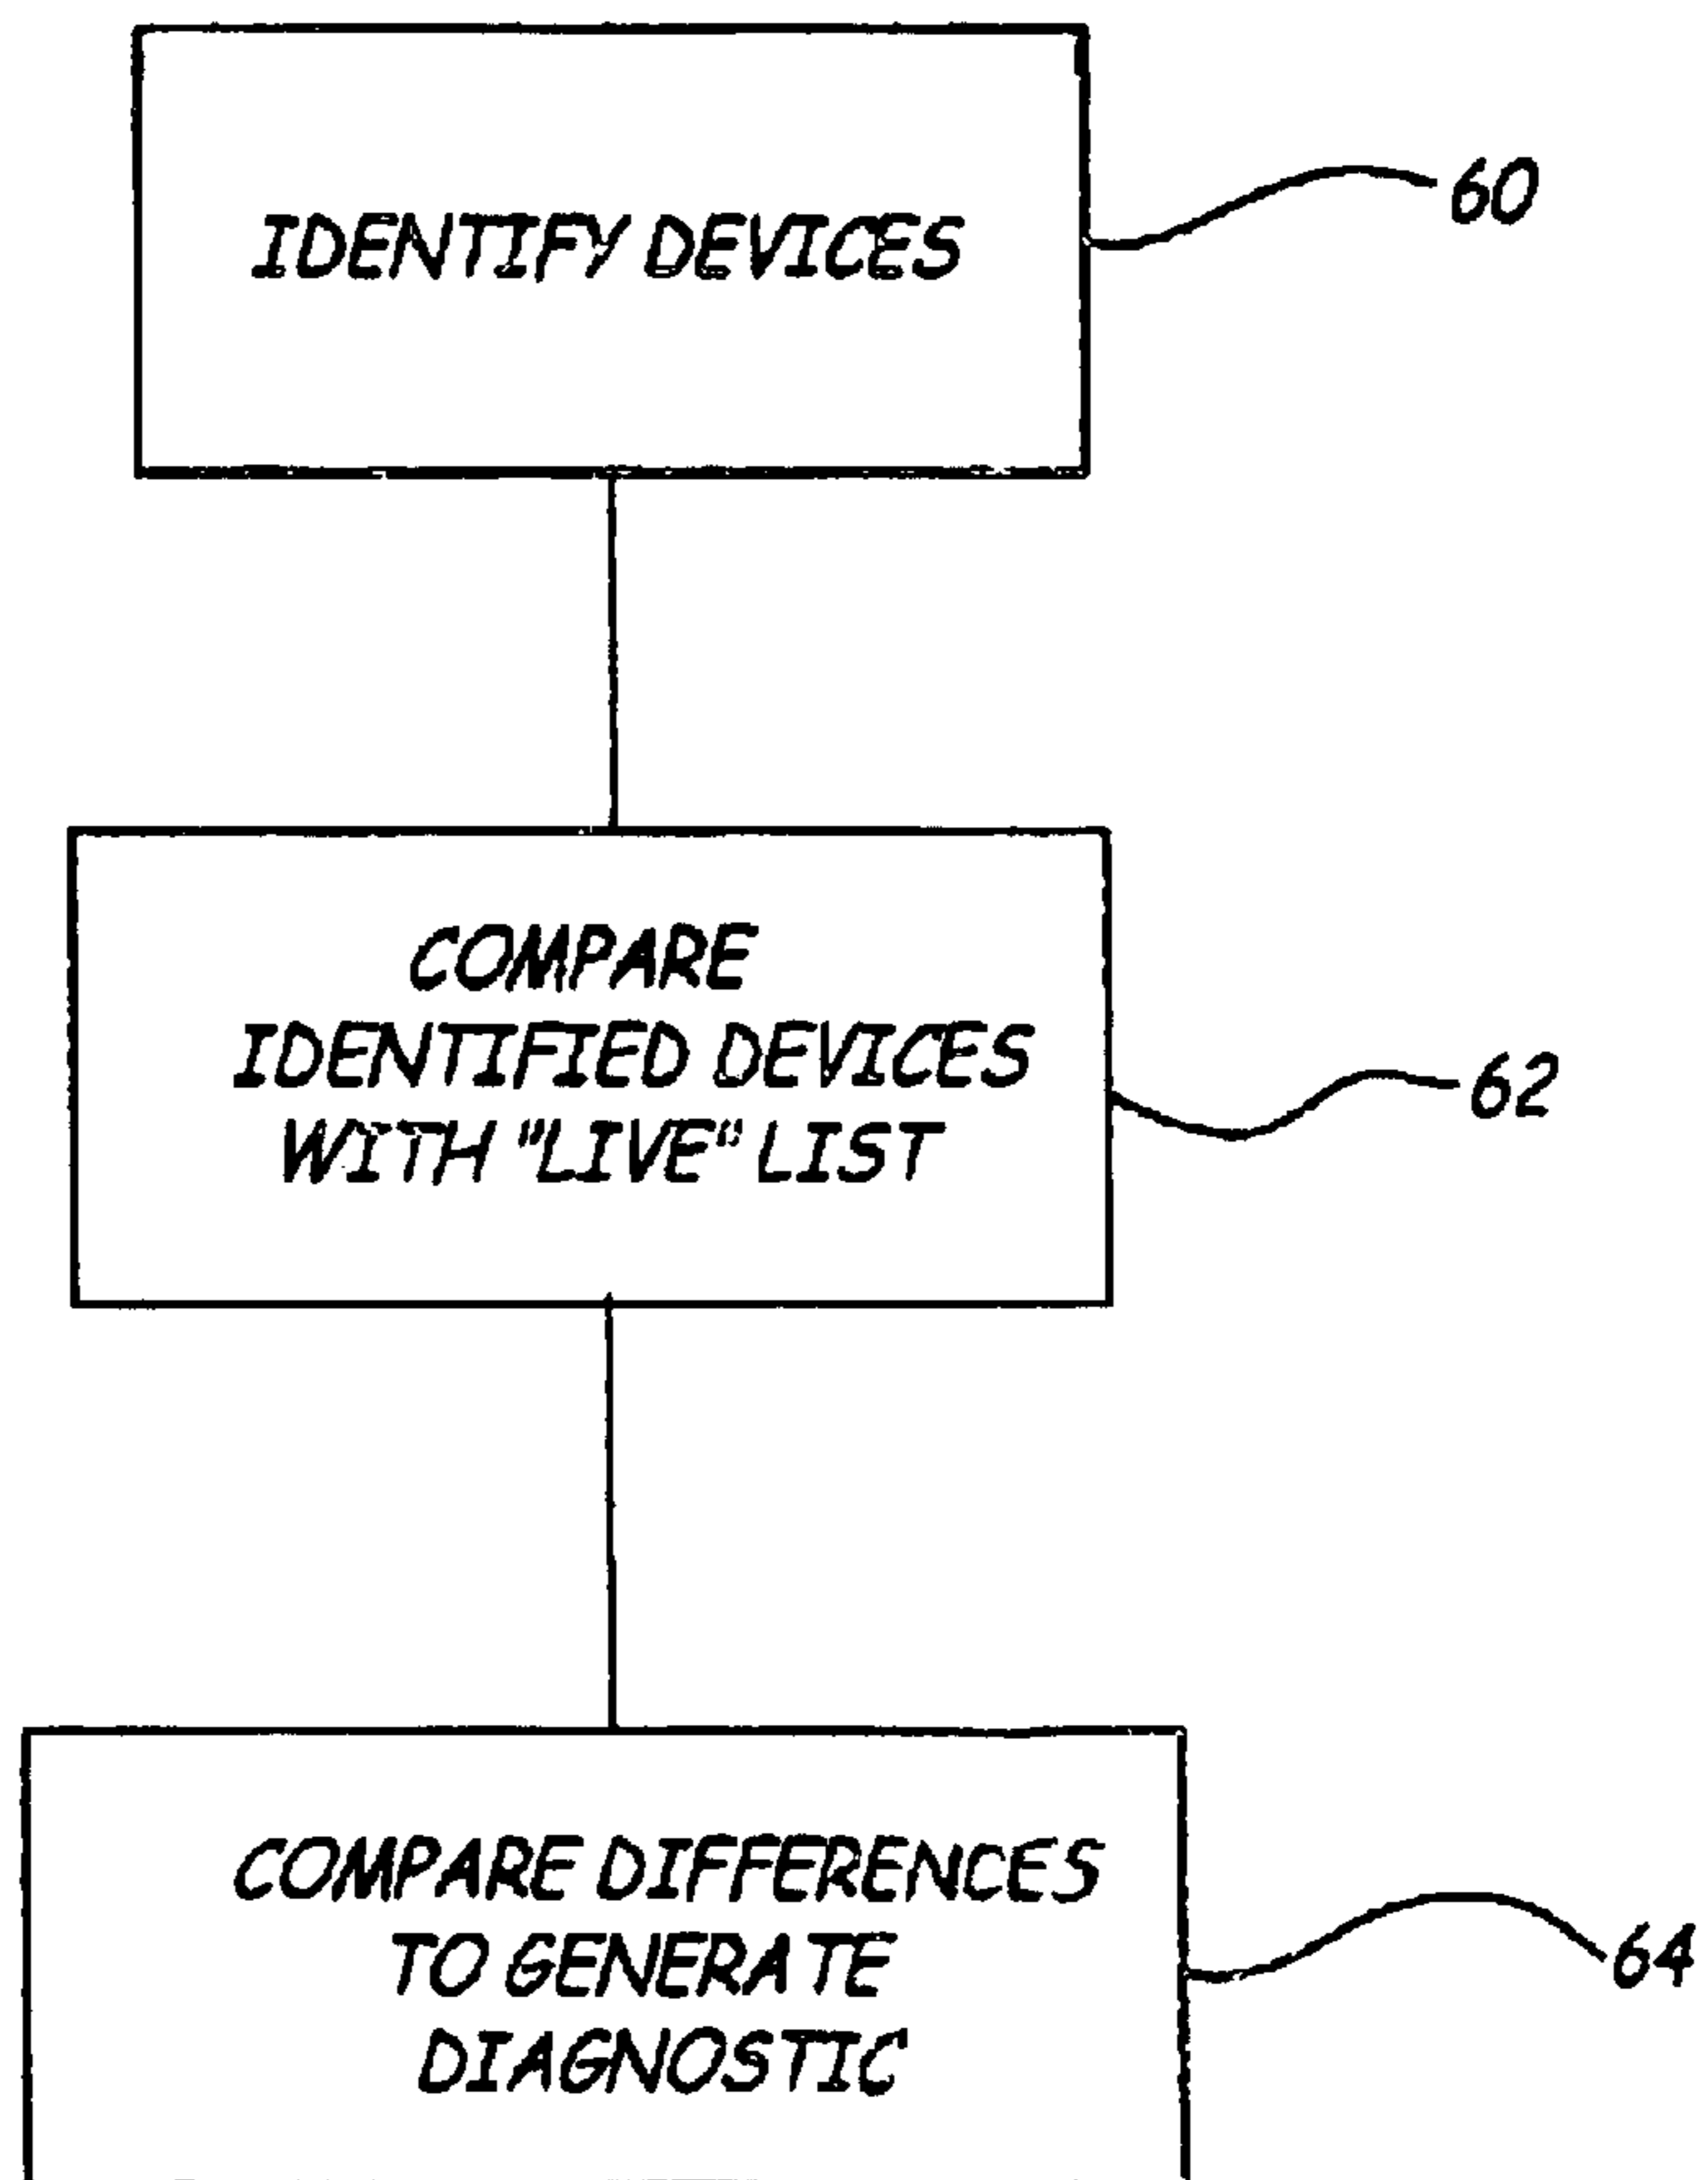 IDENTIFY DEVICES
60
COMPARE
IDENTIFIED DEVICES
WITH "LIVE" LIST
62
COMPARE DIFFERENCES
TO GENERATE
DIAGNOSTIC
64